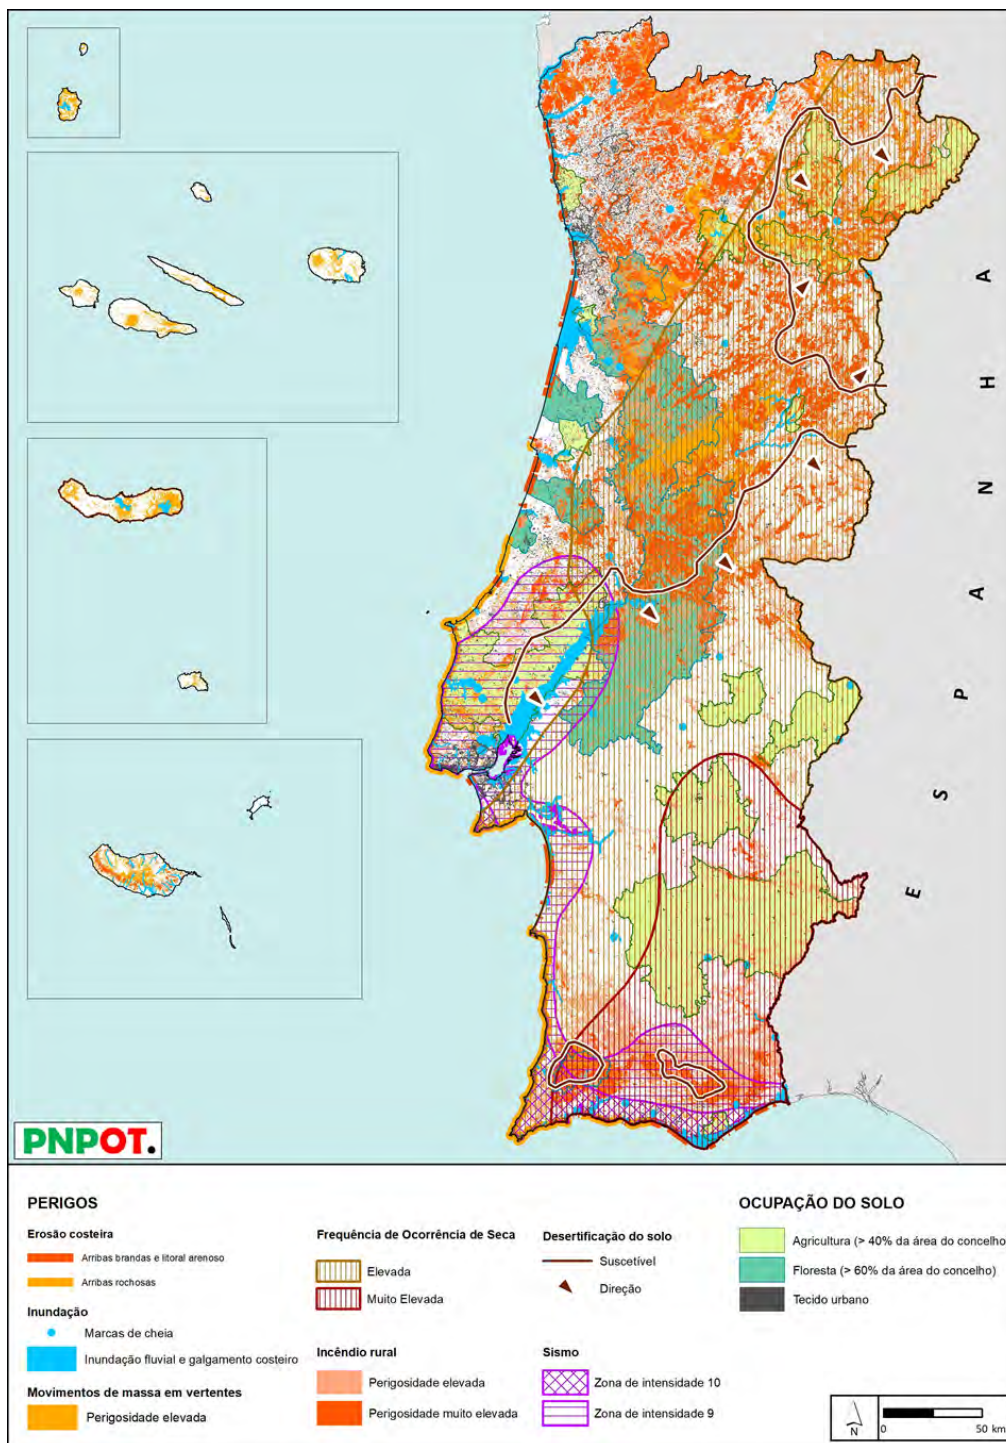 ESPANHA
PNPOT.
PERIGOS
Erosão costeira
Arribas brandas e litoral arenoso
Arribas rochosas
Inundação
Marcas de cheia
Inundação fluvial e galgamento costeiro
Movimentos de massa em vertentes
Perigosidade elevada
Frequência de Ocorrência de Seca
Elevada
Muito Elevada
Incêndio rural
Perigosidade elevada
Perigosidade muito elevada
Desertificação do solo
Suscetível
Direção
Sismo
Zona de intensidade 10
Zona de intensidade 9
OCUPAÇÃO DO SOLO
Agricultura (> 40% da área do concelho
Floresta (> 60% da área do concelho)
Tecido urbano
N
0 50 km